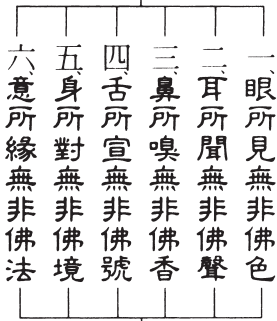 一、眼所見無非佛色
二、耳所聞無非佛聲
三、鼻所嗅無非佛香
四、舌所宣無非佛號
五、身所對無非佛境
六、意所緣無非佛法